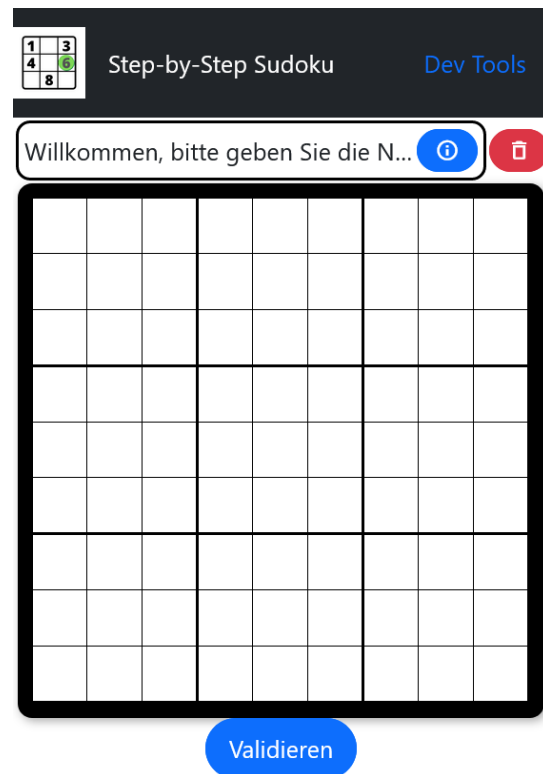 1 3
4 6
8
Step-by-Step Sudoku
Dev Tools
Willkommen, bitte geben Sie die N...
Validieren